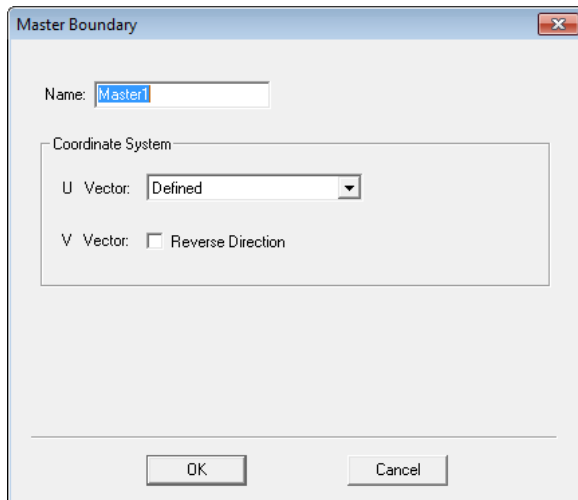 Master Boundary
Name: Master1
Coordinate System
U Vector: Defined
V Vector: Reverse Direction
OK Cancel